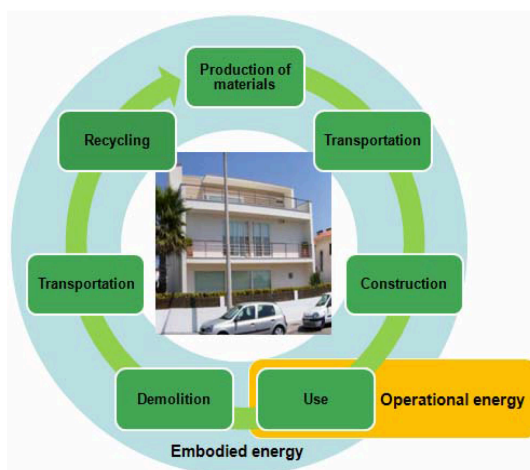 Production of
materials
Recycling
Transportation
Transportation
Construction
Demolition
Use
Operational energy
Embodied energy